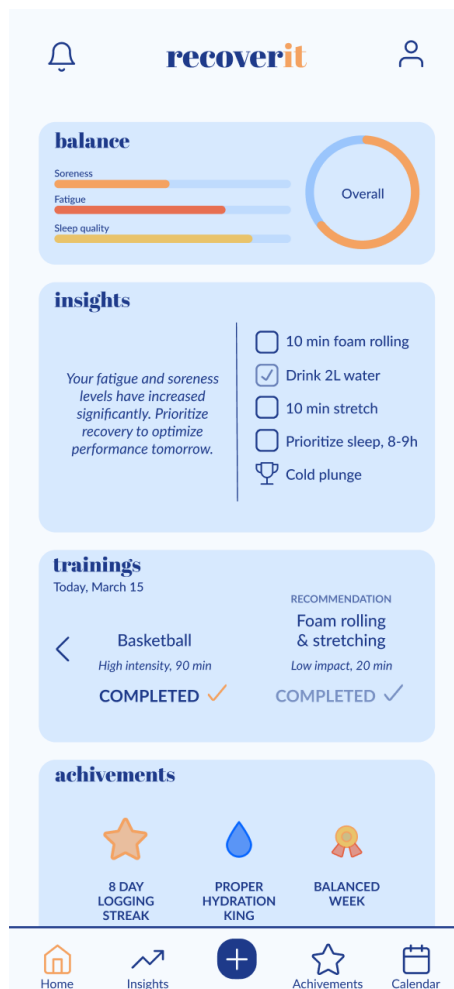 recoverit
balance
Soreness
Fatigue
Sleep quality
Overall
insights
Your fatigue and soreness
levels have increased
significantly. Prioritize
recovery to optimize
performance tomorrow.
10 min foam rolling
Drink 2L water
10 min stretch
Prioritize sleep, 8-9h
Cold plunge
trainings
Today, March 15
Basketball
High intensity, 90 min
COMPLETED
RECOMMENDATION
Foam rolling
& stretching
Low impact, 20 min
COMPLETED
achivements
8 DAY
LOGGING
STREAK
PROPER
HYDRATION
KING
BALANCED
WEEK
Home
Insights
Achivements
Calendar